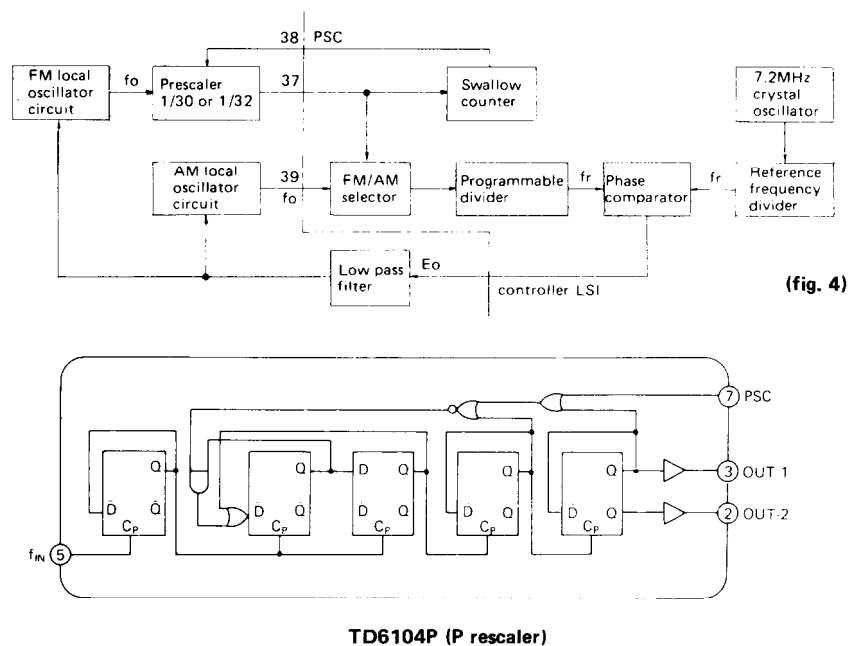 38 PSC
FM local
oscillator
circuit
fo
Prescaler
1/30 or 1/32
37
Swallow
counter
7.2MHz
crystal
oscillator
AM local
oscillator
circuit
39
fo
FM/AM
selector
Programmable
divider
fr
Phase
comparator
fr
Reference
frequency
divider
Low pass
filter
Eo
controller LSI
(fig. 4)
7 PSC
Q
D Q
CP
Q
D Q
CP
D Q
D Q
CP
Q
D Q
CP
Q
D Q
CP
3 OUT 1
2 OUT-2
fIN 5
TD6104P (P rescaler)